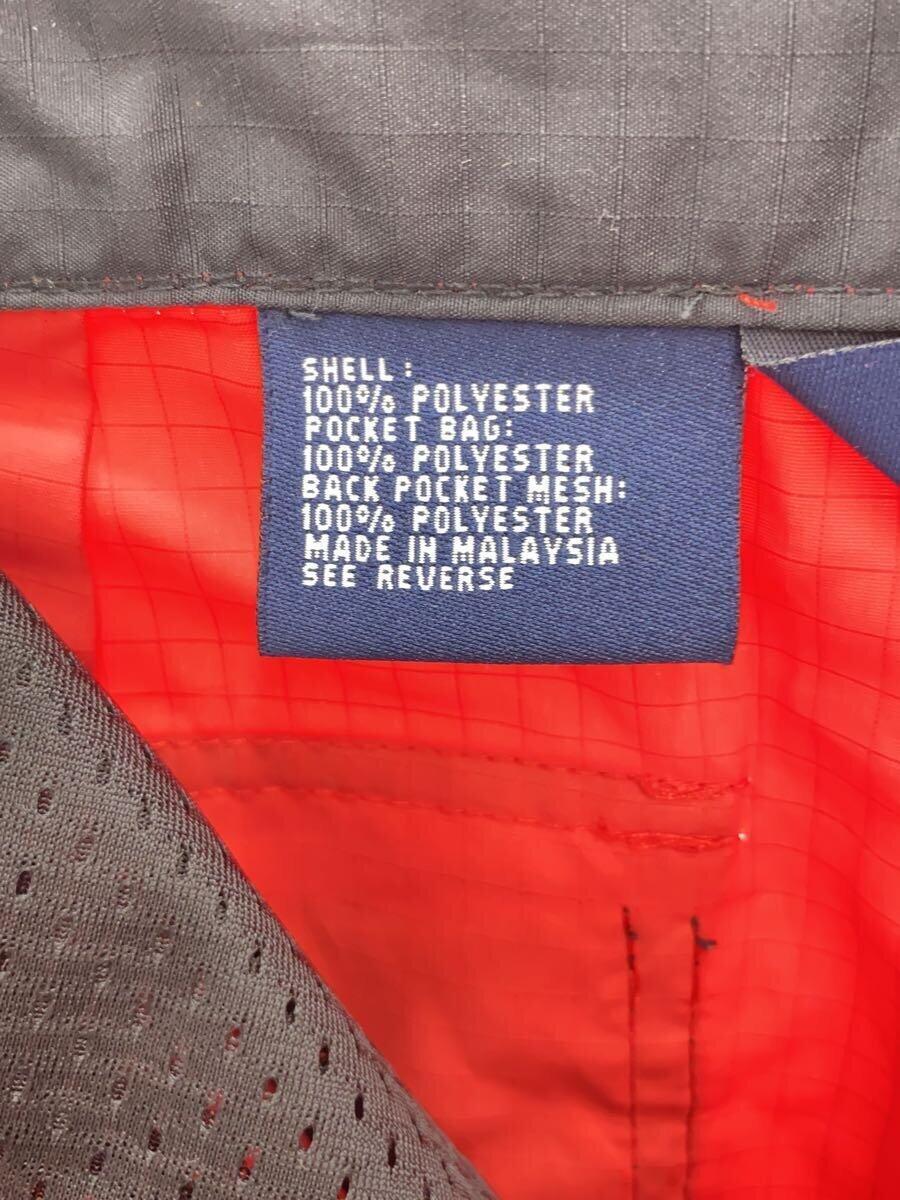 SHELL:
100% POLYESTER
POCKET BAG:
100% POLYESTER
BACK POCKET MESH:
100% POLYESTER
MADE IN MALAYSIA
SEE REVERSE